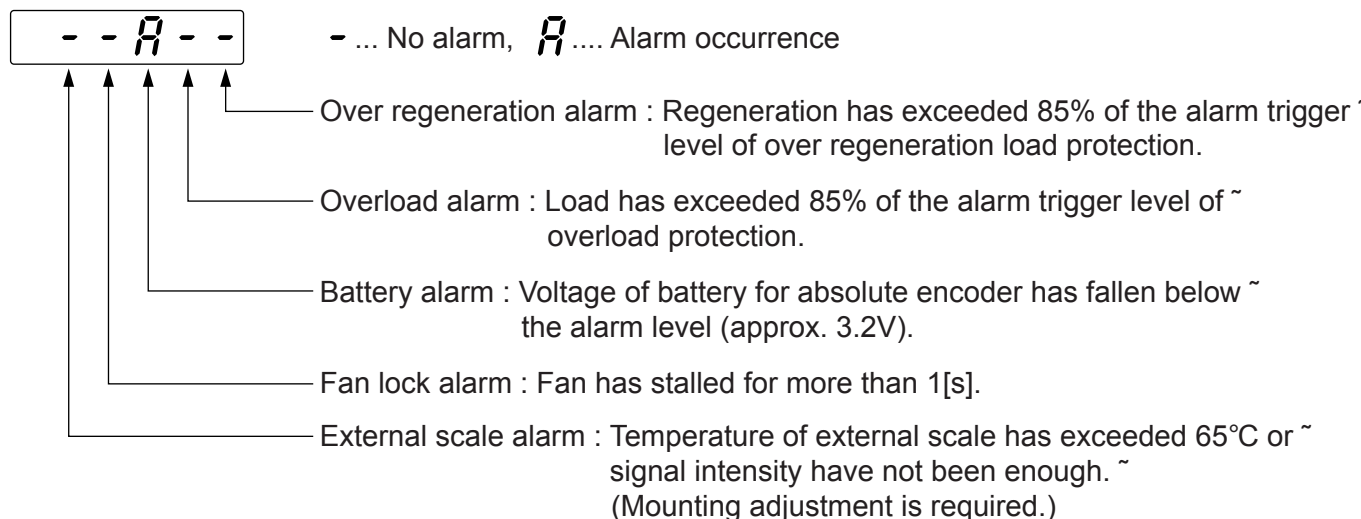 - - A - -   - ... No alarm, A .... Alarm occurrence
Over regeneration alarm : Regeneration has exceeded 85% of the alarm trigger ˜
level of over regeneration load protection.
Overload alarm : Load has exceeded 85% of the alarm trigger level of ˜
overload protection.
Battery alarm : Voltage of battery for absolute encoder has fallen below ˜
the alarm level (approx. 3.2V).
Fan lock alarm : Fan has stalled for more than 1[s].
External scale alarm : Temperature of external scale has exceeded 65℃ or ˜
signal intensity have not been enough. ˜
(Mounting adjustment is required.)